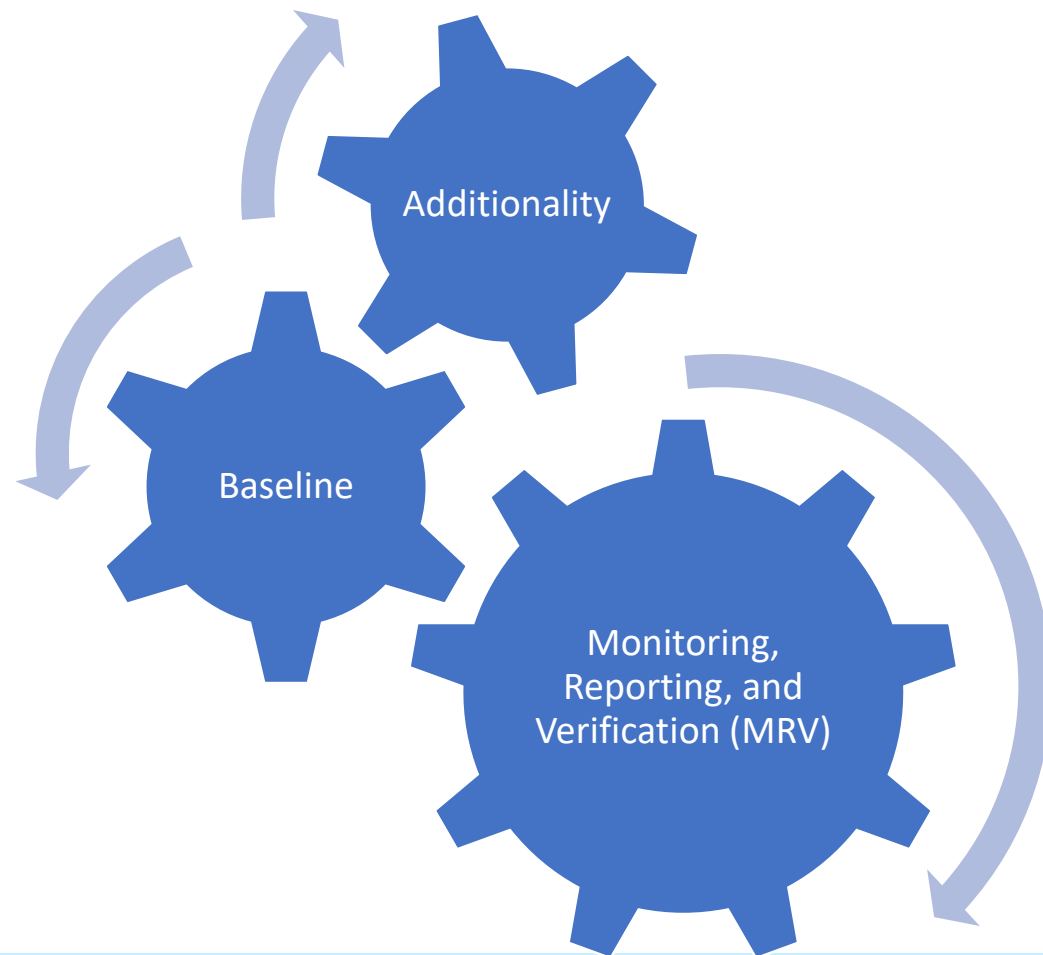 Additionality
Baseline
Monitoring,
Reporting, and
Verification (MRV)